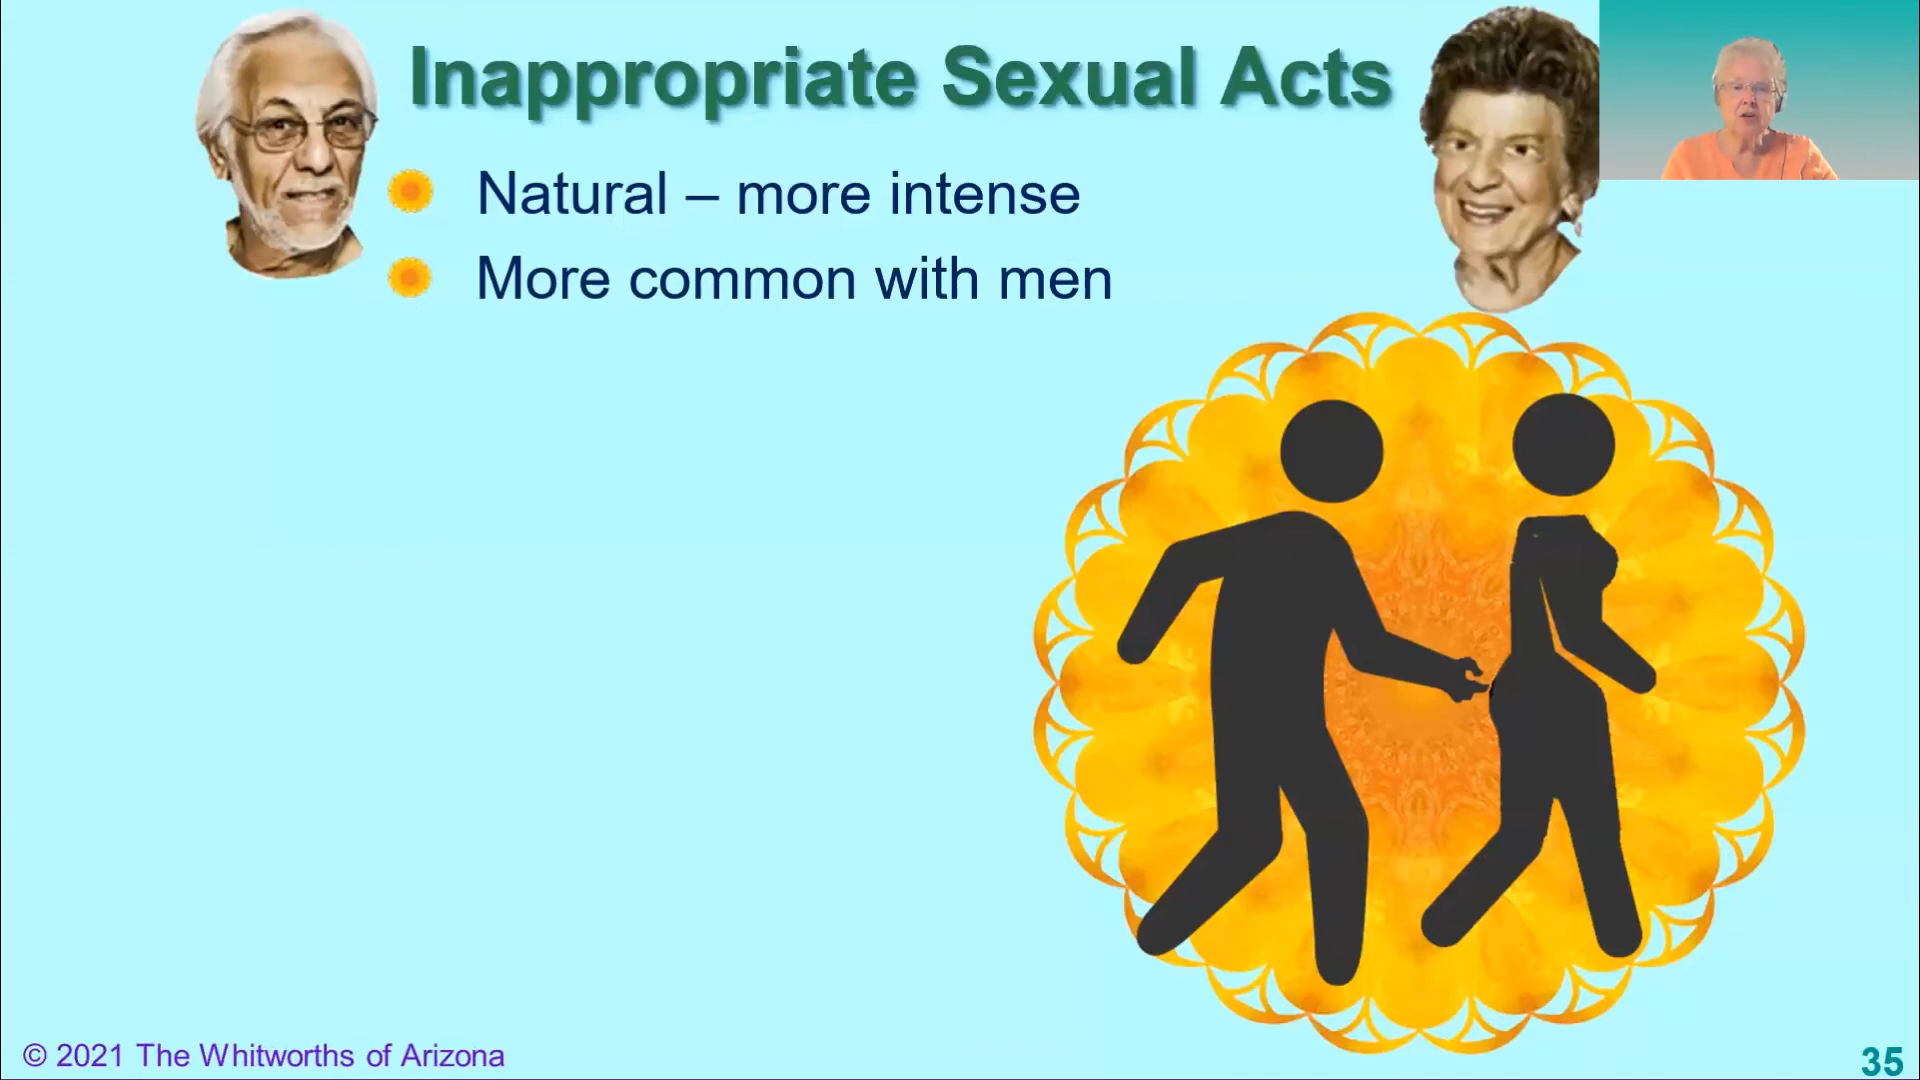 Inappropriate Sexual Acts
Natural – more intense
More common with men
© 2021 The Whitworths of Arizona
35